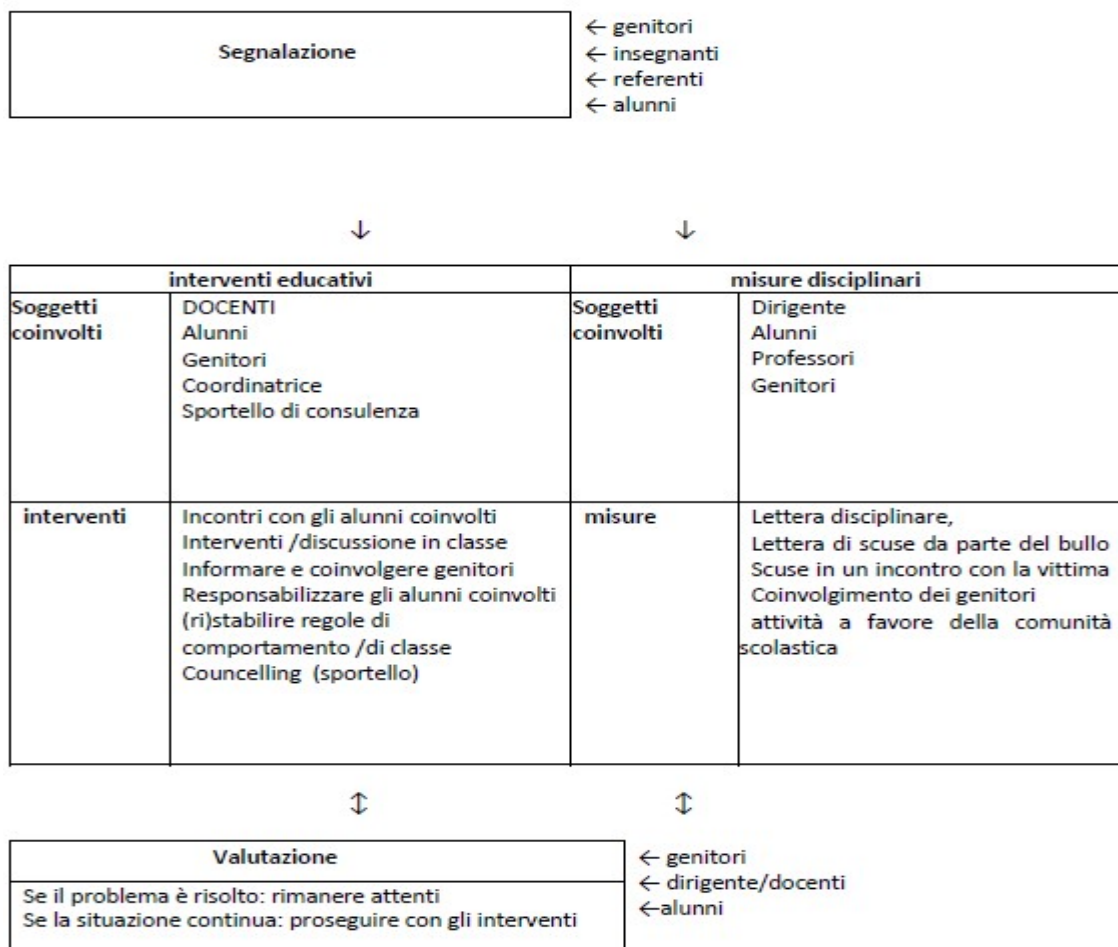 Segnalazione
← genitori
← insegnanti
← referenti
← alunni
↓ ↓
interventi educativi
misure disciplinari
Soggetti
coinvolti
DOCENTI
Alunni
Genitori
Coordinatrice
Sportello di consulenza
Soggetti
coinvolti
Dirigente
Alunni
Professori
Genitori
interventi
Incontri con gli alunni coinvolti
Interventi /discussione in classe
Informare e coinvolgere genitori
Responsabilizzare gli alunni coinvolti
(ri)stabilire regole di
comportamento /di classe
Councelling (sportello)
misure
Lettera disciplinare,
Lettera di scuse da parte del bullo
Scuse in un incontro con la vittima
Coinvolgimento dei genitori
attività a favore della comunità
scolastica
↕ ↕
Valutazione
Se il problema è risolto: rimanere attenti
Se la situazione continua: proseguire con gli interventi
← genitori
← dirigente/docenti
←alunni